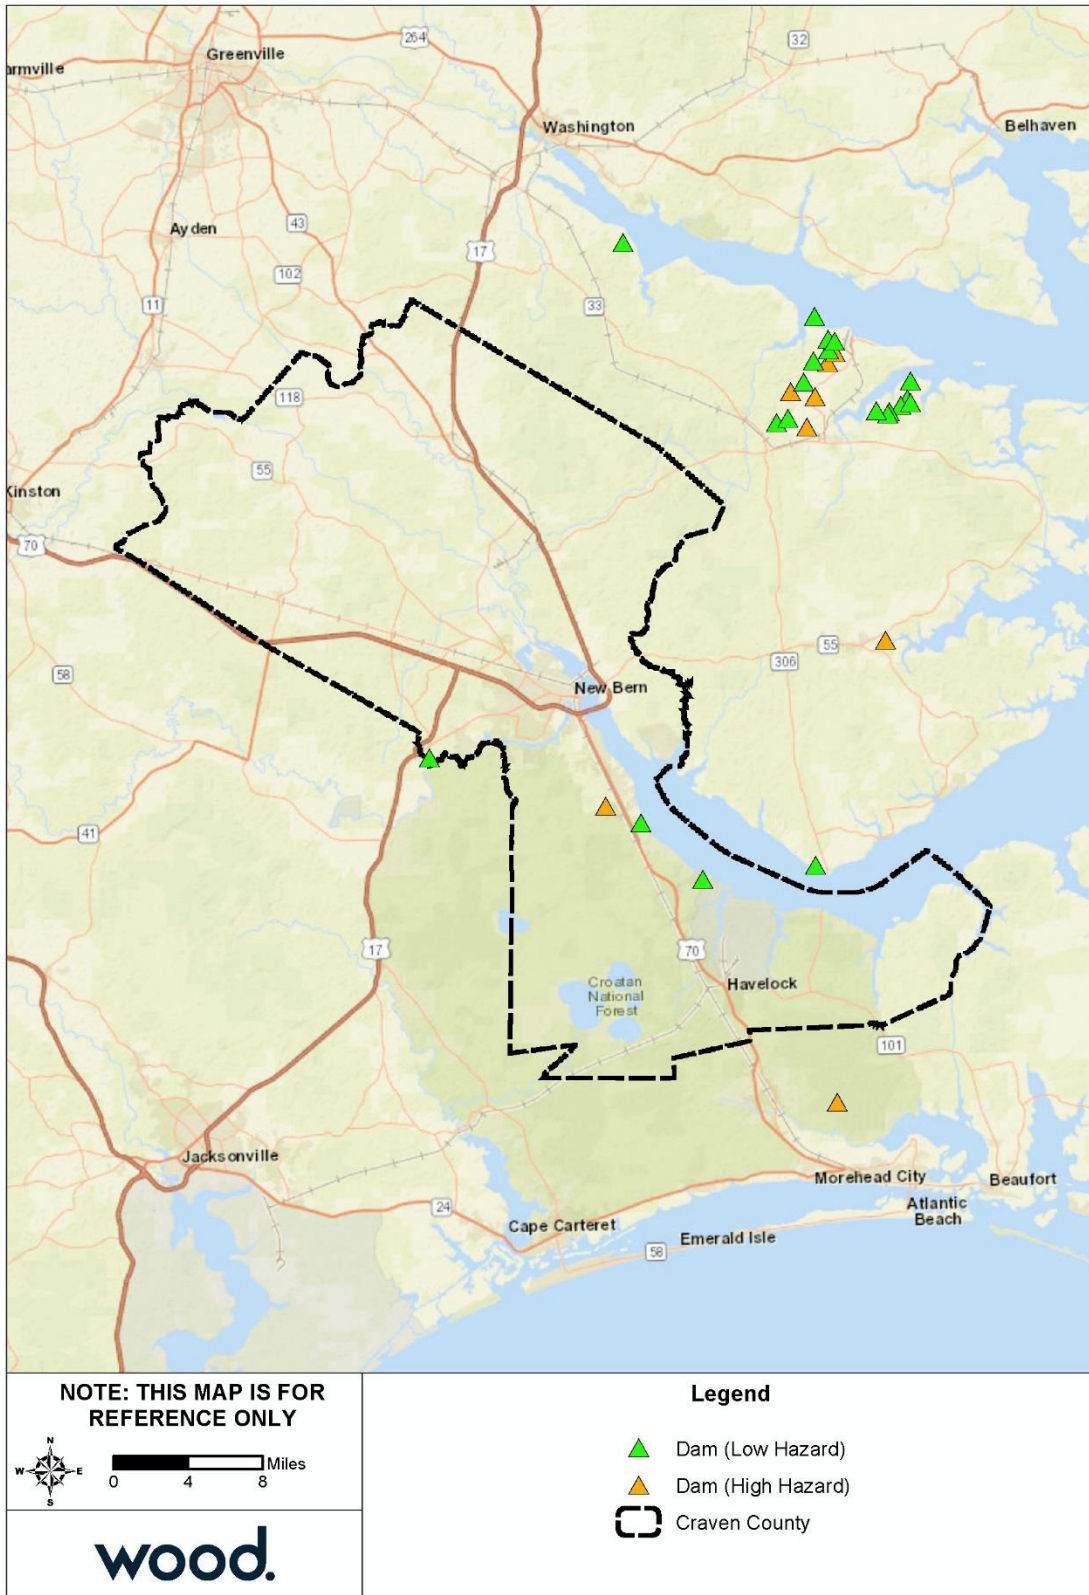 264
32
Greenville
armville
Washington
Belhaven
Ayden
43
17
102
11
33
118
55
Kinston
70
55
306
58
New Bern
41
17
70
Havelock
Croatan
National
Forest
101
Jacksonville
Morehead City
Beaufort
24
Atlantic
Beach
Cape Carteret
Emerald Isle
58
NOTE: THIS MAP IS FOR
REFERENCE ONLY
N
W
E
S
Miles
0 4 8
wood.
Legend
Dam (Low Hazard)
Dam (High Hazard)
Craven County